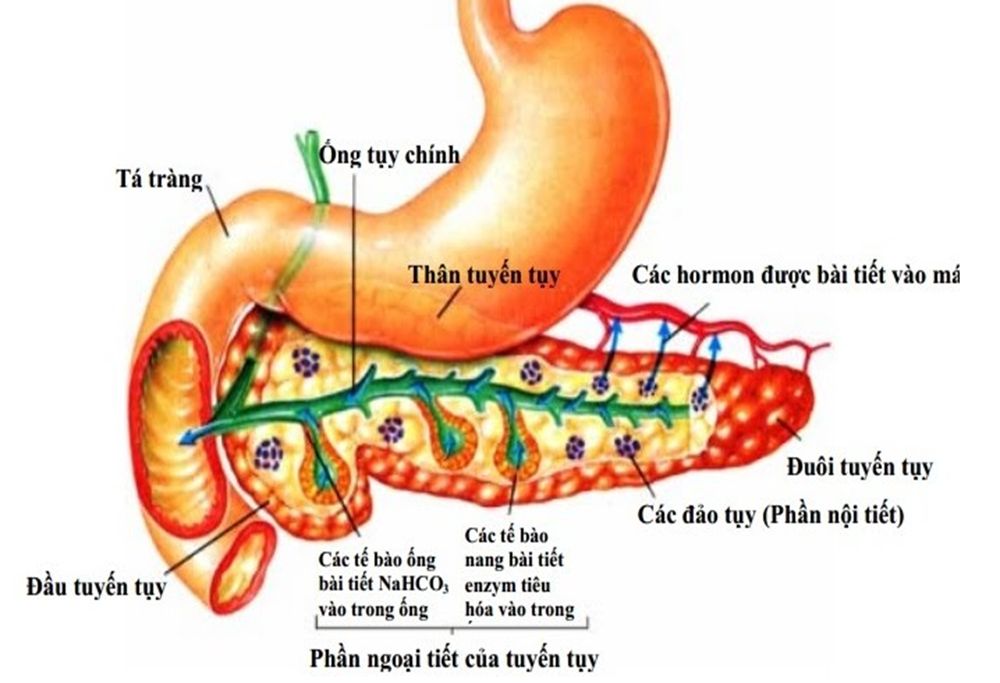 Ống tụy chính
Tá tràng
Thân tuyến tụy
Các hormon được bài tiết vào má
Đuôi tuyến tụy
Các đảo tụy (Phần nội tiết)
Đầu tuyến tụy
Các tế bào ống
bài tiết NaHCO₃
vào trong ống
Các tế bào
nang bài tiết
enzym tiêu
hóa vào trong
Phần ngoại tiết của tuyến tụy